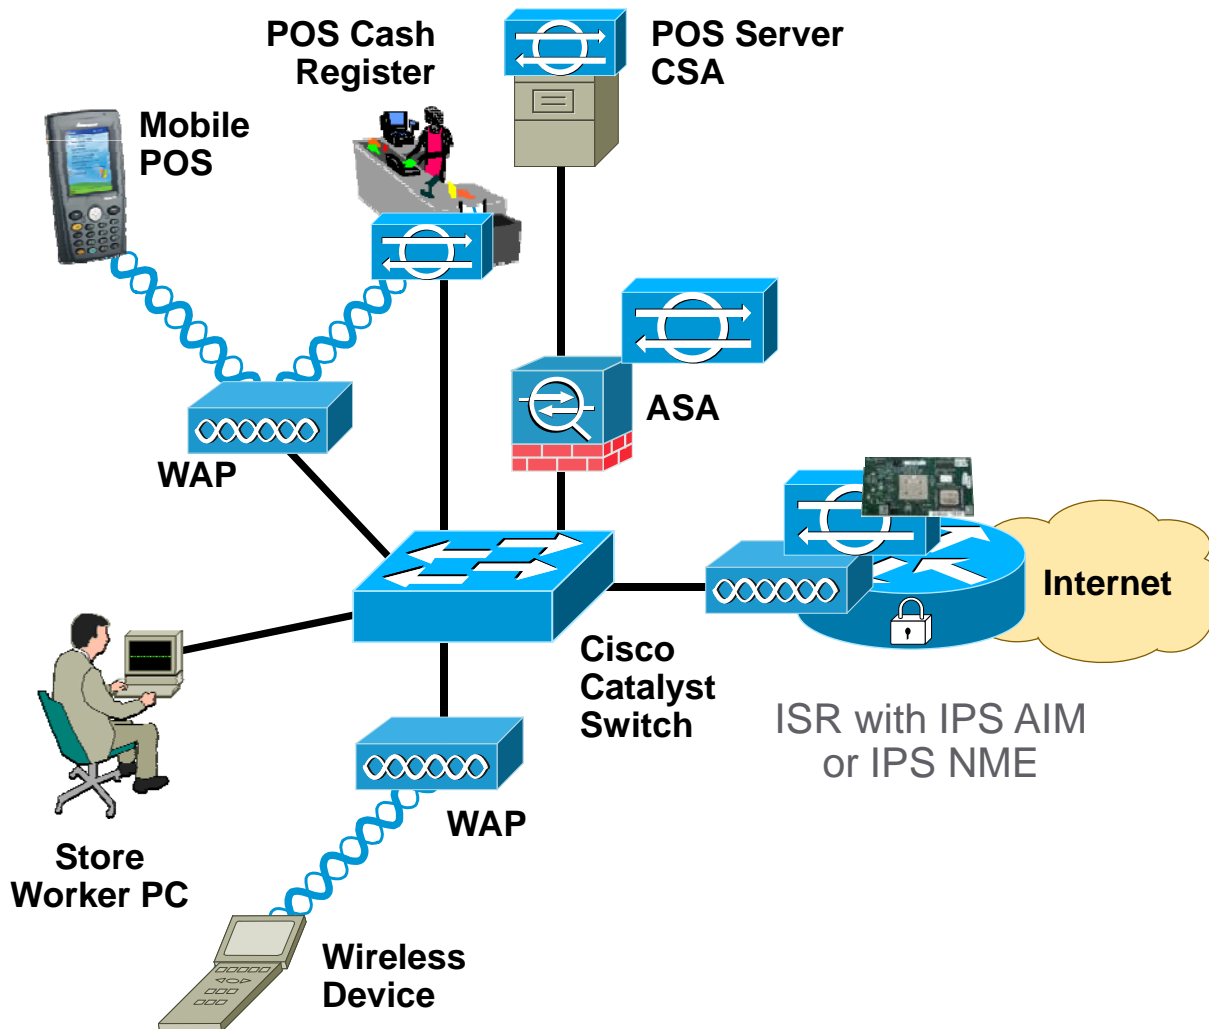 POS Cash
Register
POS Server
CSA
Mobile
POS
ASA
WAP
Internet
Cisco
Catalyst
Switch
ISR with IPS AIM
or IPS NME
WAP
Store
Worker PC
Wireless
Device